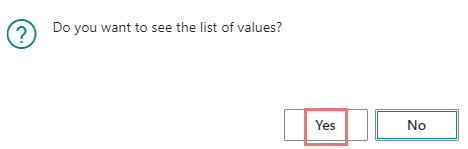 Do you want to see the list of values?
Yes
No